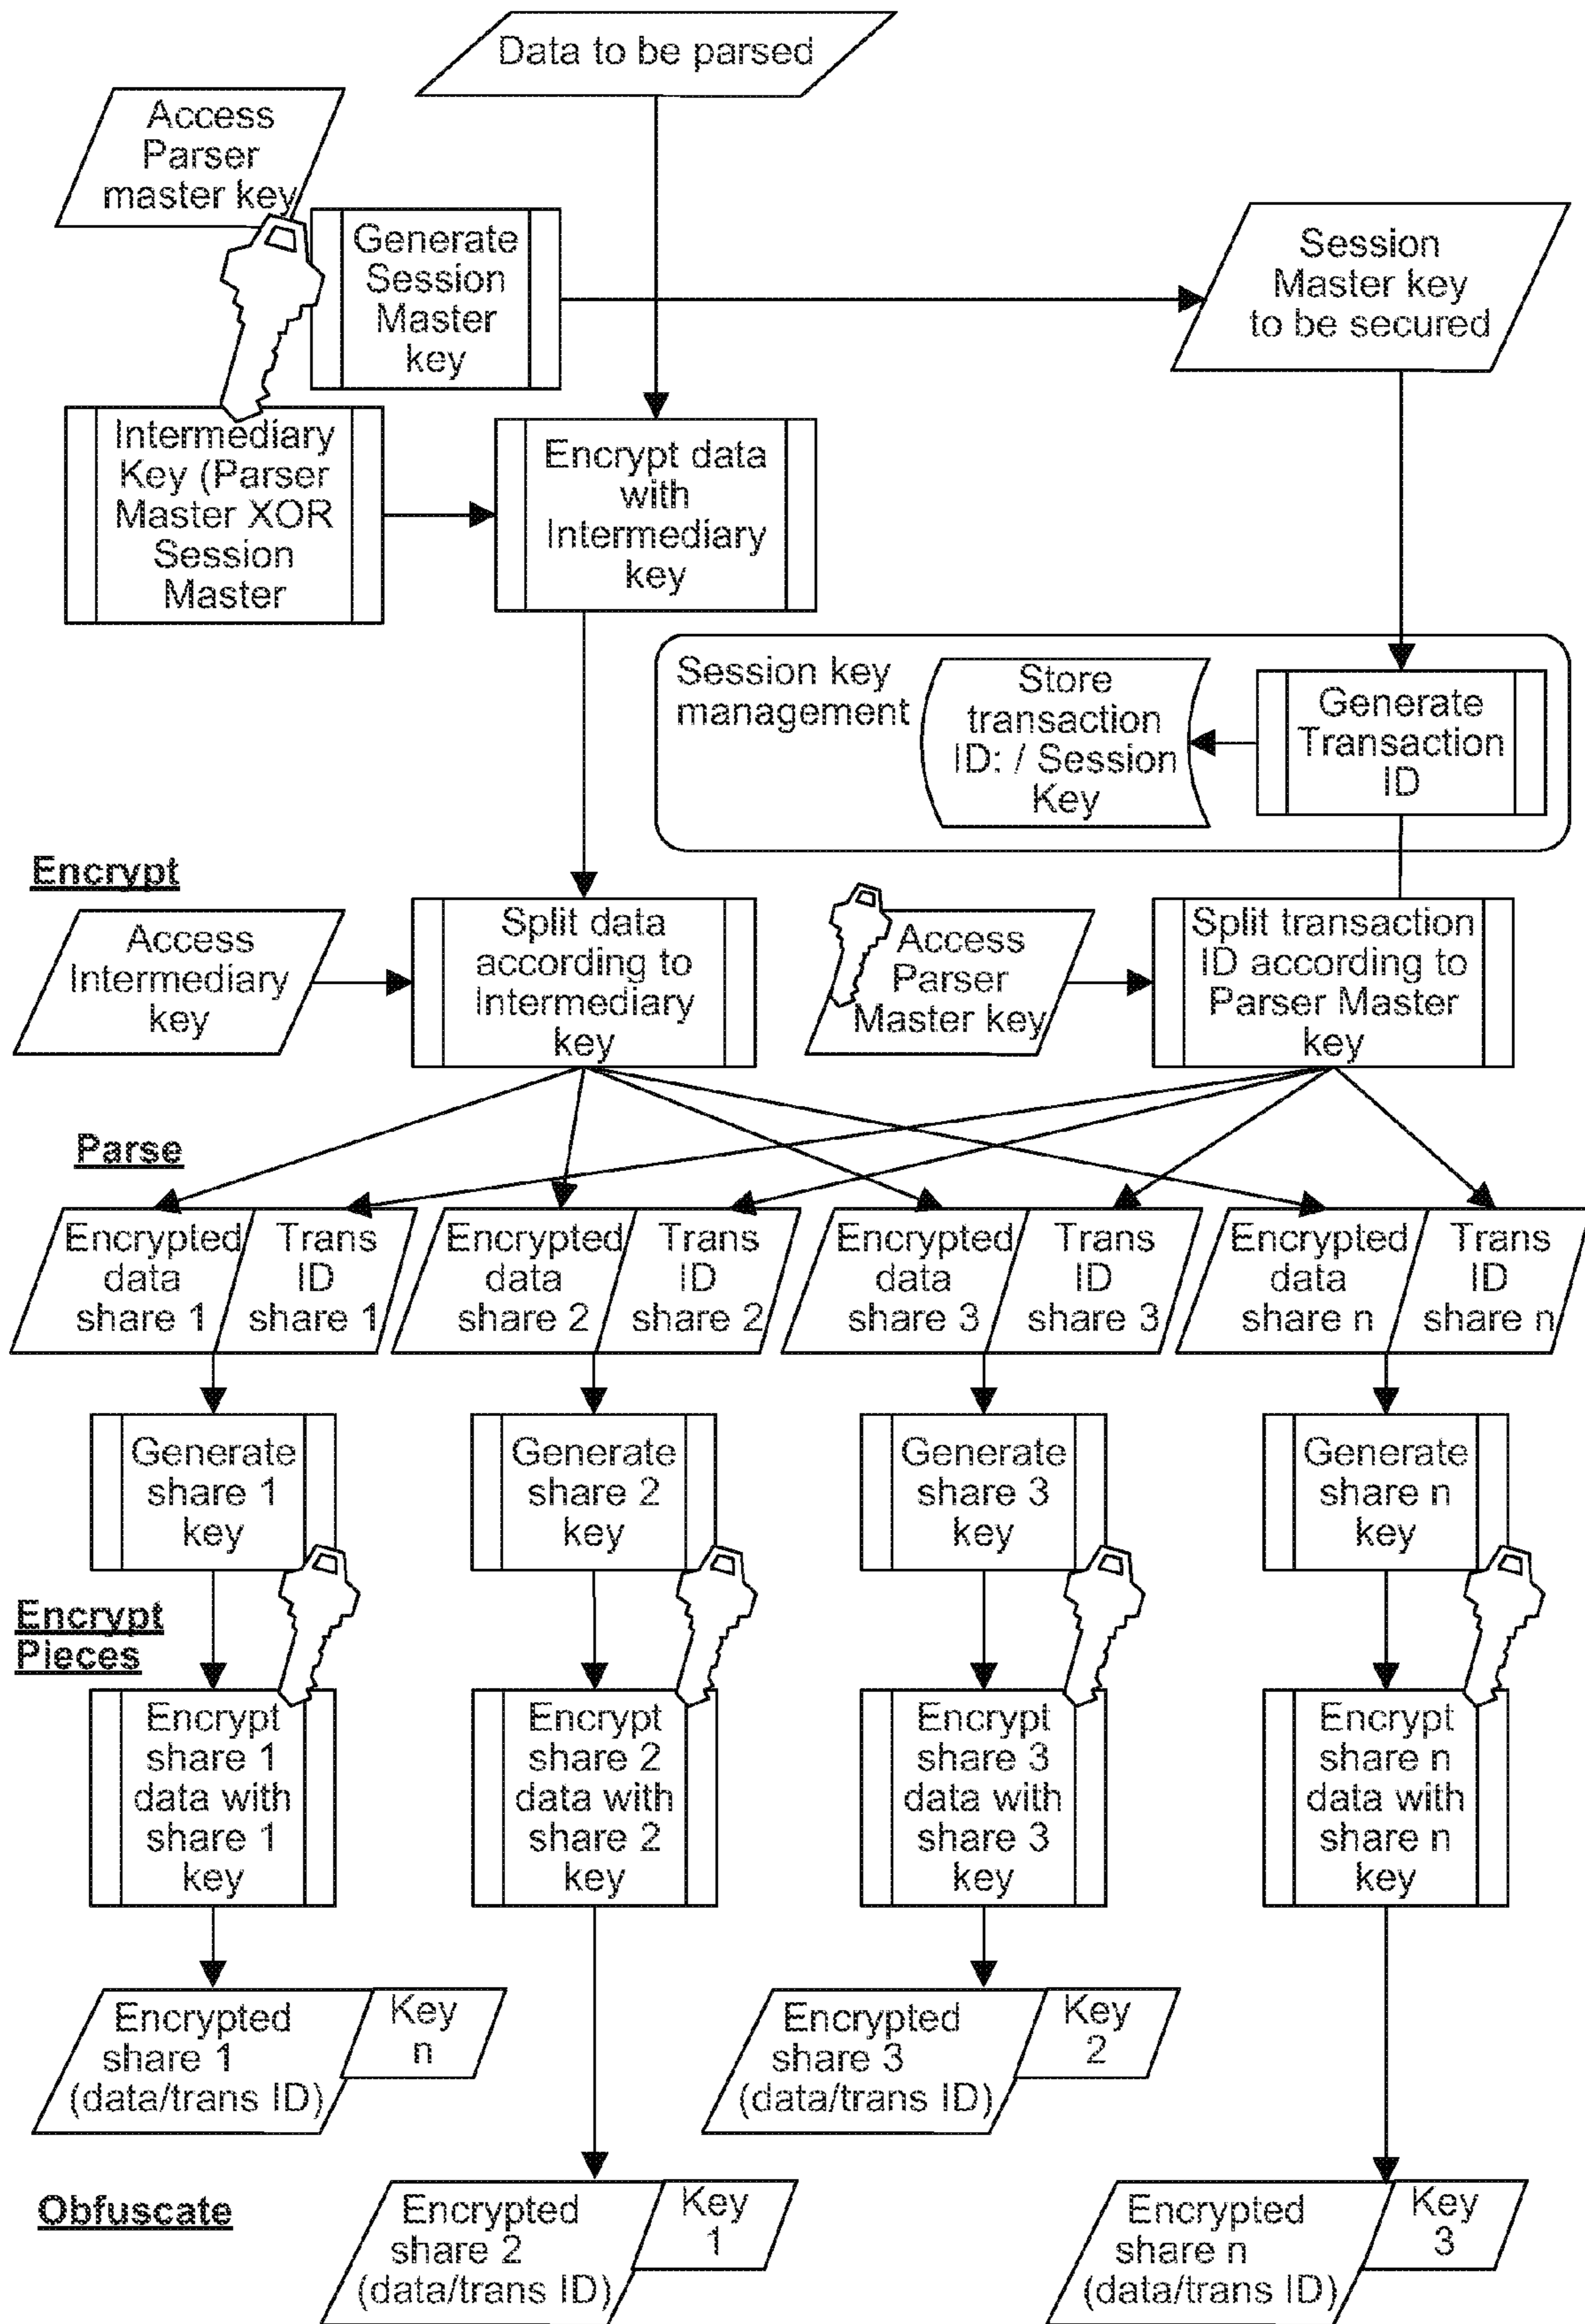 Data to be parsed
Access
Parser
master key
Generate
Session
Master
key
Session
Master key
to be secured
Intermediary
Key (Parser
Master XOR
Session
Master
Encrypt data
with
Intermediary
key
Session key
management
Store
transaction
ID: / Session
Key
Generate
Transaction
ID
Encrypt
Access
Intermediary
key
Split data
according to
Intermediary
key
Access
Parser
Master key
Split transaction
ID according to
Parser Master
key
Parse
Encrypted
data
share 1
Trans
ID
share 1
Encrypted
data
share 2
Trans
ID
share 2
Encrypted
data
share 3
Trans
ID
share 3
Encrypted
data
share n
Trans
ID
share n
Generate
share 1
key
Generate
share 2
key
Generate
share 3
key
Generate
share n
key
Encrypt
Pieces
Encrypt
share 1
data with
share 1
key
Encrypt
share 2
data with
share 2
key
Encrypt
share 3
data with
share 3
key
Encrypt
share n
data with
share n
key
Encrypted
share 1
(data/trans ID)
Key
n
Encrypted
share 3
(data/trans ID)
Key
2
Obfuscate
Encrypted
share 2
(data/trans ID)
Key
1
Encrypted
share n
(data/trans ID)
Key
3